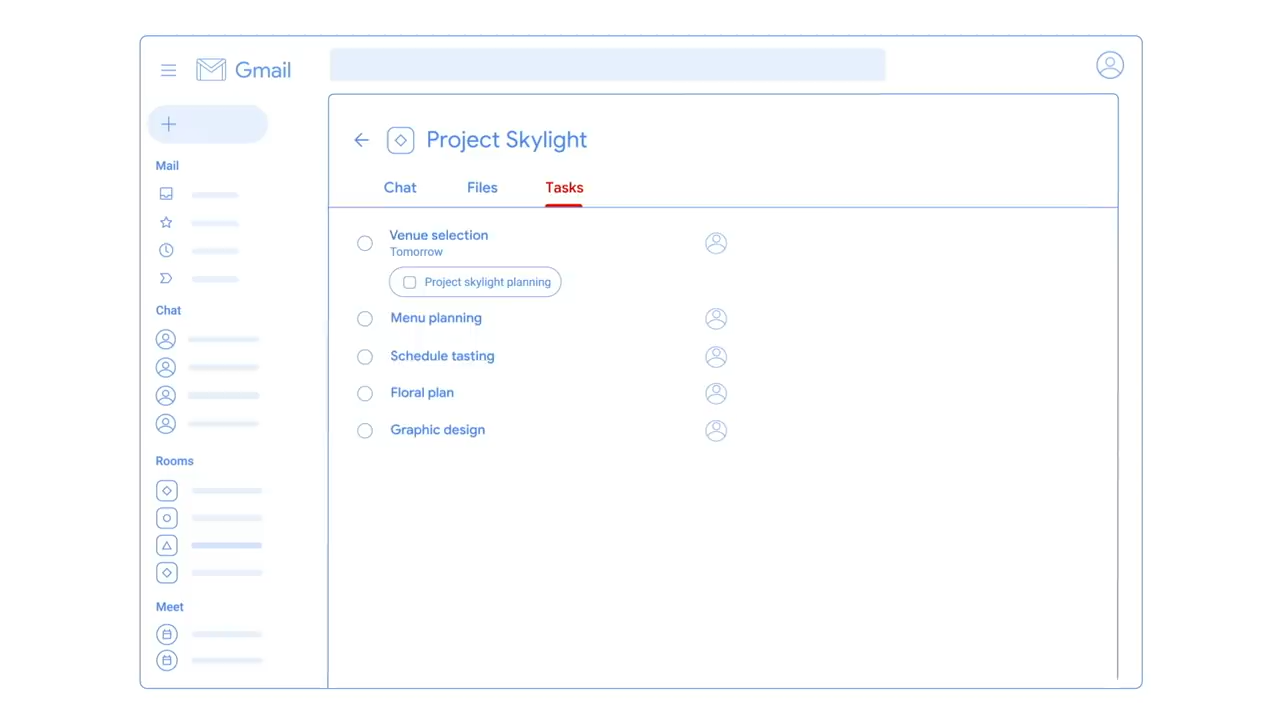 Gmail
Project Skylight
Chat Files Tasks
Mail
Chat
Rooms
Meet
Venue selection
Tomorrow
Project skylight planning
Menu planning
Schedule tasting
Floral plan
Graphic design